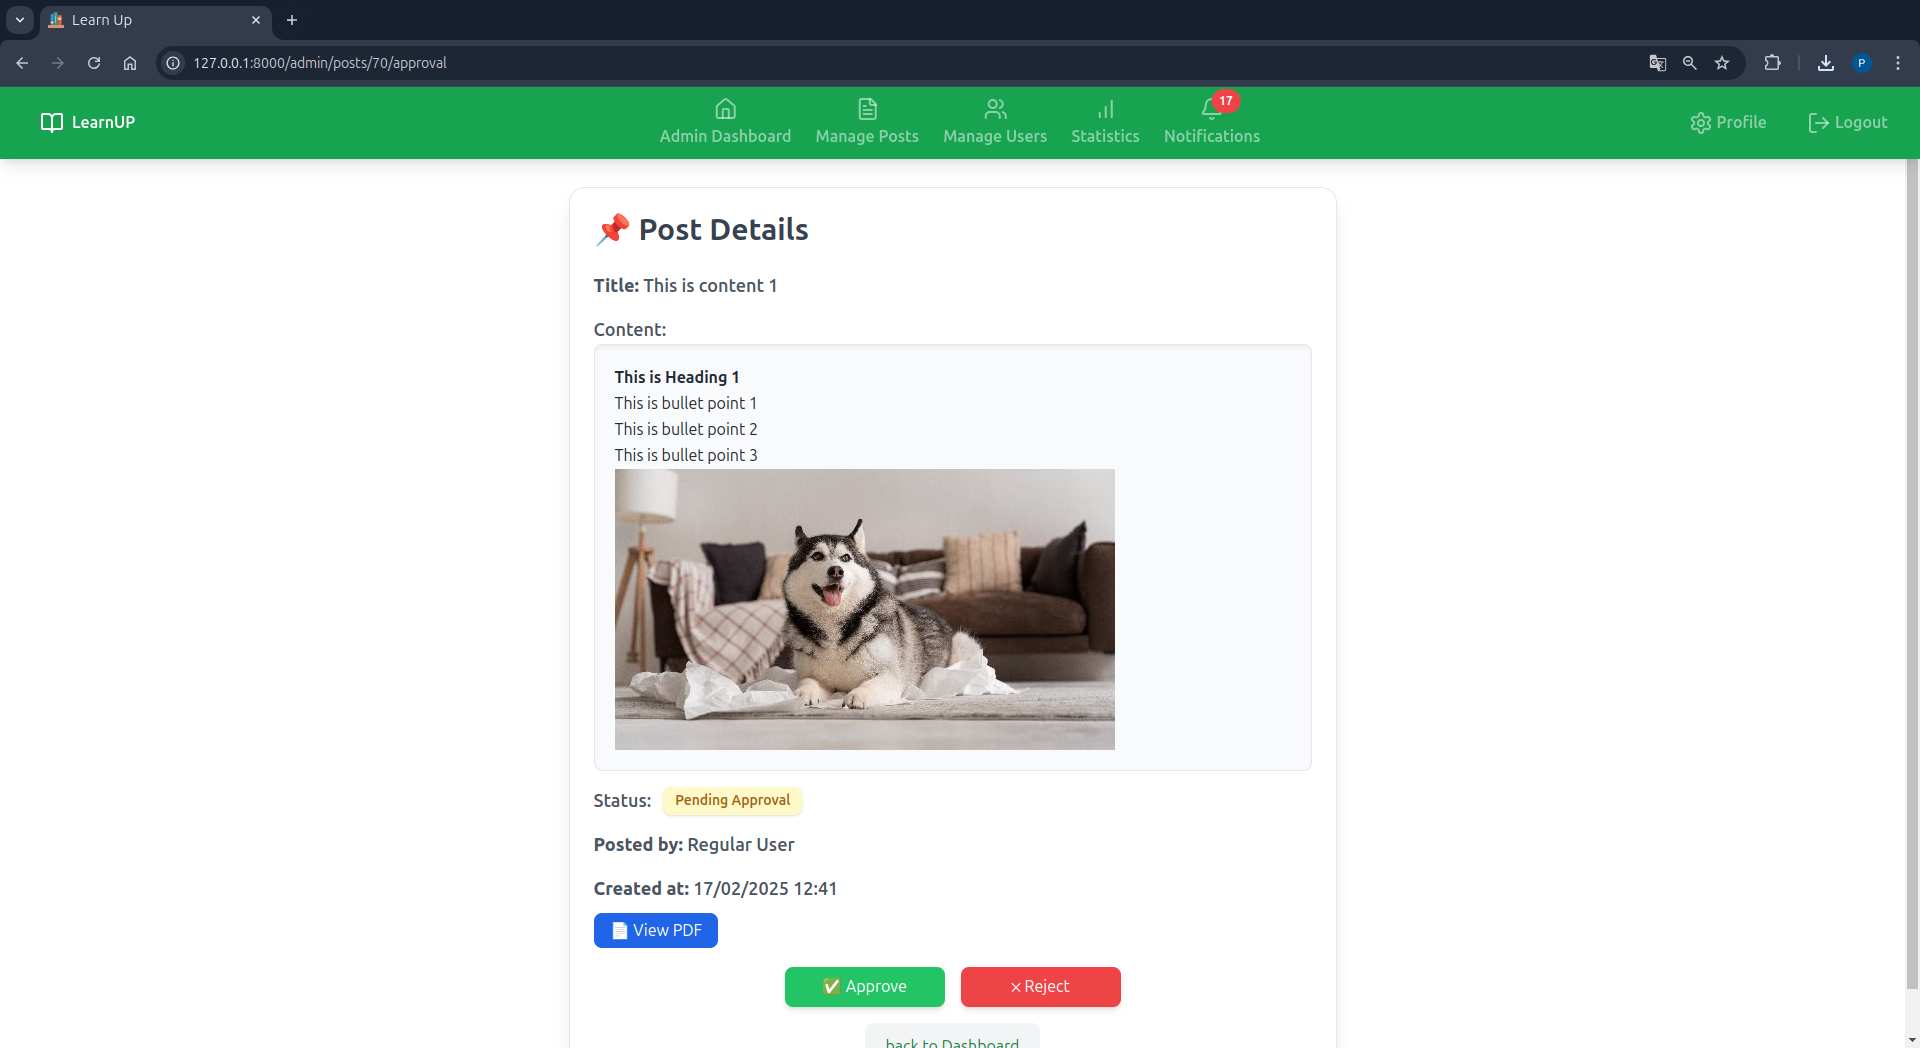 Learn Up
127.0.0.1:8000/admin/posts/70/approval
P
LearnUP
Admin Dashboard
Manage Posts
Manage Users
Statistics
17
Notifications
Profile
Logout
📌 Post Details
Title: This is content 1
Content:
This is Heading 1
This is bullet point 1
This is bullet point 2
This is bullet point 3
Status: Pending Approval
Posted by: Regular User
Created at: 17/02/2025 12:41
📄 View PDF
✅ Approve
× Reject
back to Dashboard